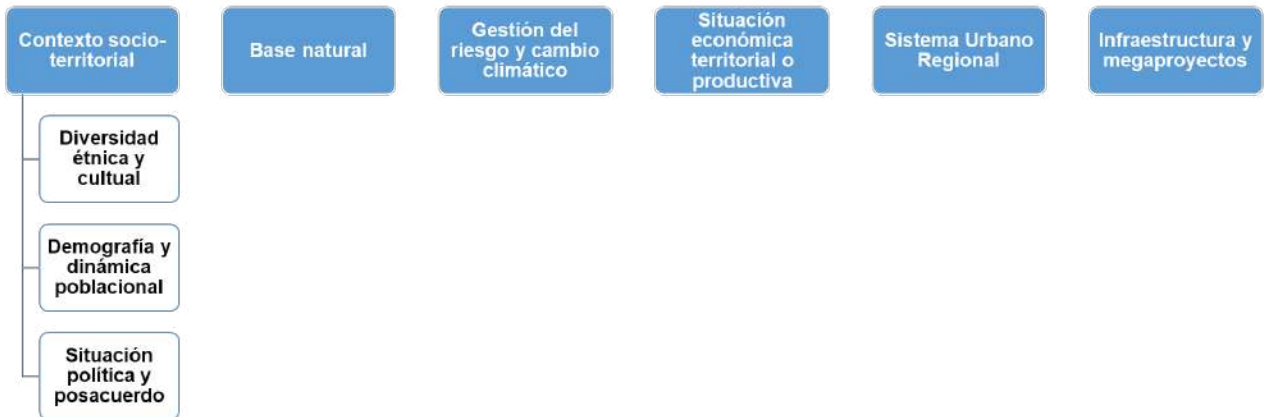 Contexto socio-
territorial
Base natural
Gestión del
riesgo y cambio
climático
Situación
económica
territorial o
productiva
Sistema Urbano
Regional
Infraestructura y
megaproyectos
Diversidad
étnica y
cultual
Demografía y
dinámica
poblacional
Situación
política y
posacuerdo